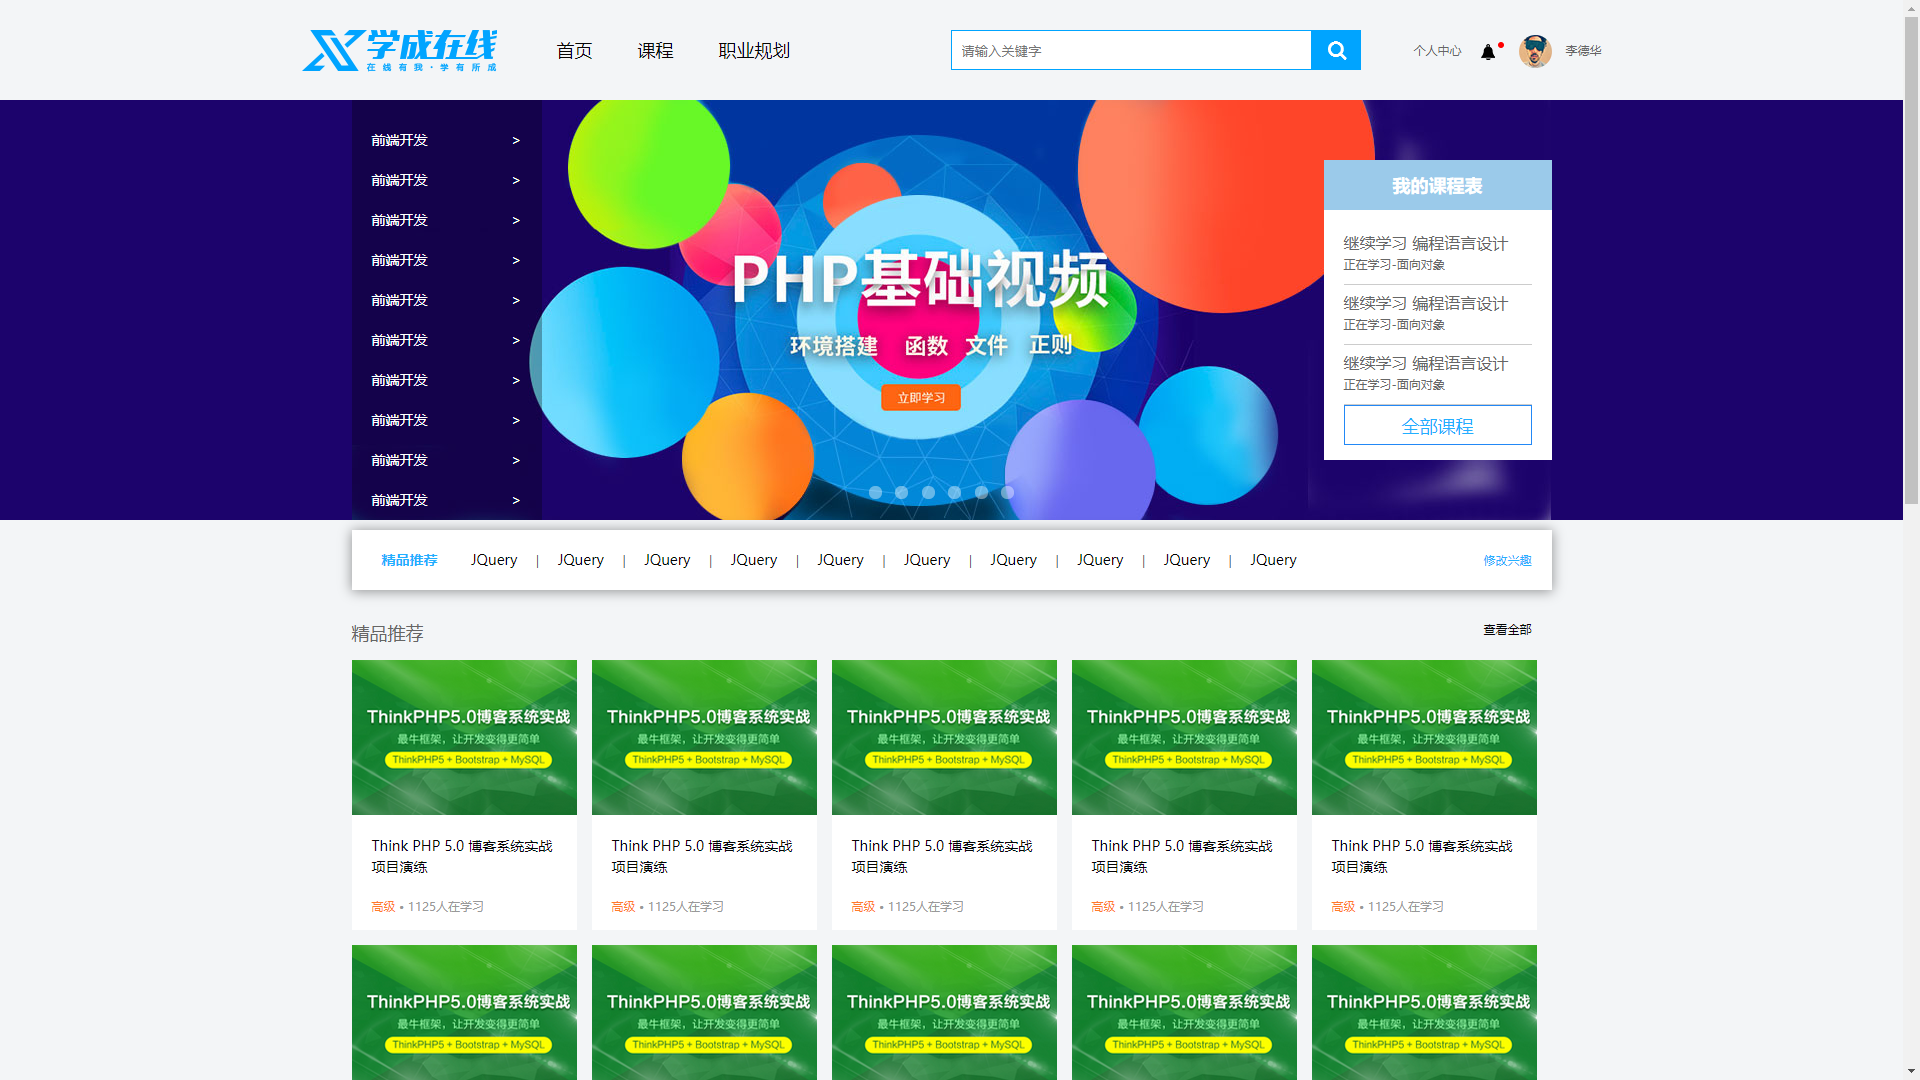 学成在线
在线有我·学有所成
首页 课程 职业规划
请输入关键字
个人中心 李德华
前端开发 >
前端开发 >
前端开发 >
前端开发 >
前端开发 >
前端开发 >
前端开发 >
前端开发 >
前端开发 >
前端开发 >
PHP基础视频
环境搭建 函数 文件 正则
立即学习
我的课程表
继续学习 编程语言设计
正在学习-面向对象
继续学习 编程语言设计
正在学习-面向对象
继续学习 编程语言设计
正在学习-面向对象
全部课程
精品推荐 JQuery | JQuery | JQuery | JQuery | JQuery | JQuery | JQuery | JQuery | JQuery | JQuery 修改兴趣
精品推荐 查看全部
ThinkPHP5.0博客系统实战
最牛框架，让开发变得更简单
ThinkPHP5 + Bootstrap + MySQL
Think PHP 5.0 博客系统实战
项目演练
高级 • 1125人在学习
ThinkPHP5.0博客系统实战
最牛框架，让开发变得更简单
ThinkPHP5 + Bootstrap + MySQL
Think PHP 5.0 博客系统实战
项目演练
高级 • 1125人在学习
ThinkPHP5.0博客系统实战
最牛框架，让开发变得更简单
ThinkPHP5 + Bootstrap + MySQL
Think PHP 5.0 博客系统实战
项目演练
高级 • 1125人在学习
ThinkPHP5.0博客系统实战
最牛框架，让开发变得更简单
ThinkPHP5 + Bootstrap + MySQL
Think PHP 5.0 博客系统实战
项目演练
高级 • 1125人在学习
ThinkPHP5.0博客系统实战
最牛框架，让开发变得更简单
ThinkPHP5 + Bootstrap + MySQL
Think PHP 5.0 博客系统实战
项目演练
高级 • 1125人在学习
ThinkPHP5.0博客系统实战
最牛框架，让开发变得更简单
ThinkPHP5 + Bootstrap + MySQL
ThinkPHP5.0博客系统实战
最牛框架，让开发变得更简单
ThinkPHP5 + Bootstrap + MySQL
ThinkPHP5.0博客系统实战
最牛框架，让开发变得更简单
ThinkPHP5 + Bootstrap + MySQL
ThinkPHP5.0博客系统实战
最牛框架，让开发变得更简单
ThinkPHP5 + Bootstrap + MySQL
ThinkPHP5.0博客系统实战
最牛框架，让开发变得更简单
ThinkPHP5 + Bootstrap + MySQL